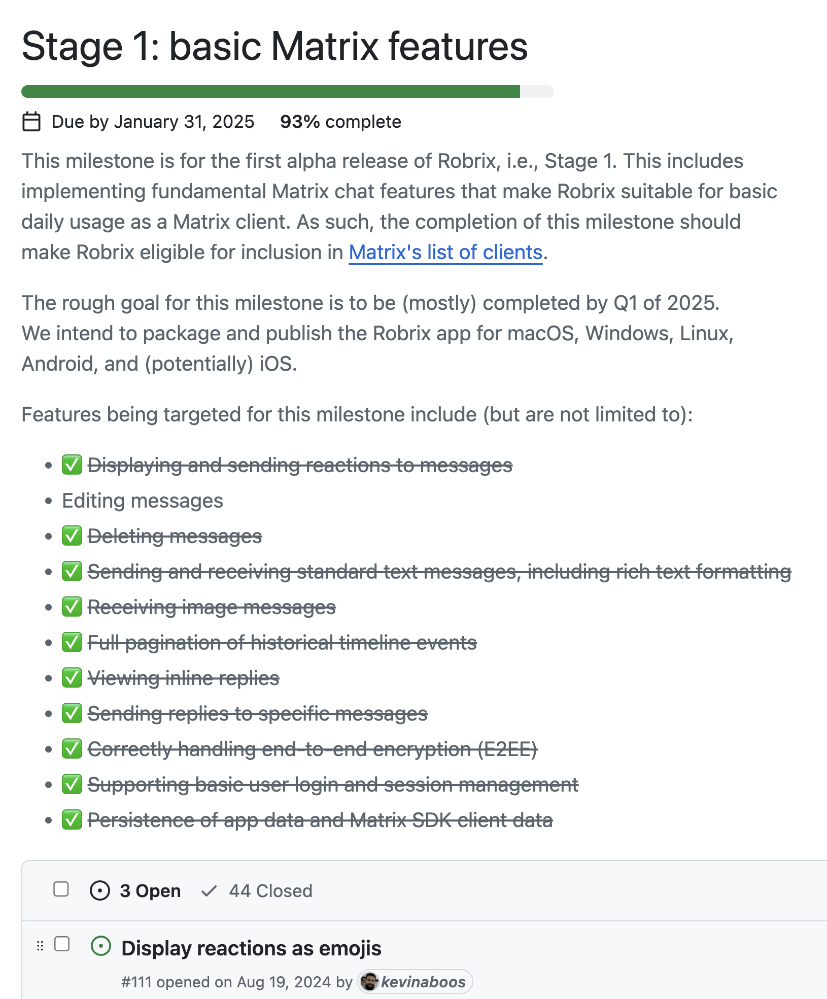 Stage 1: basic Matrix features
Due by January 31, 2025 93% complete
This milestone is for the first alpha release of Robrix, i.e., Stage 1. This includes
implementing fundamental Matrix chat features that make Robrix suitable for basic
daily usage as a Matrix client. As such, the completion of this milestone should
make Robrix eligible for inclusion in Matrix's list of clients.
The rough goal for this milestone is to be (mostly) completed by Q1 of 2025.
We intend to package and publish the Robrix app for macOS, Windows, Linux,
Android, and (potentially) iOS.
Features being targeted for this milestone include (but are not limited to):
• ✅ Displaying and sending reactions to messages
• Editing messages
• ✅ Deleting messages
• ✅ Sending and receiving standard text messages, including rich text formatting
• ✅ Receiving image messages
• ✅ Full pagination of historical timeline events
• ✅ Viewing inline replies
• ✅ Sending replies to specific messages
• ✅ Correctly handling end-to-end encryption (E2EE)
• ✅ Supporting basic user login and session management
• ✅ Persistence of app data and Matrix SDK client data
3 Open 44 Closed
Display reactions as emojis
#111 opened on Aug 19, 2024 by kevinaboos